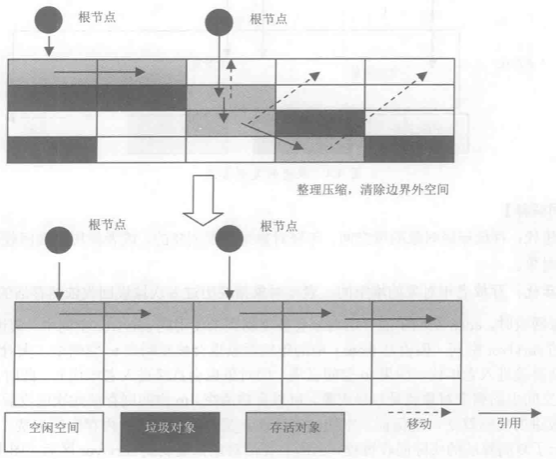 根节点
根节点
整理压缩，清除边界外空间
根节点
根节点
空闲空间
垃圾对象
存活对象
移动
引用